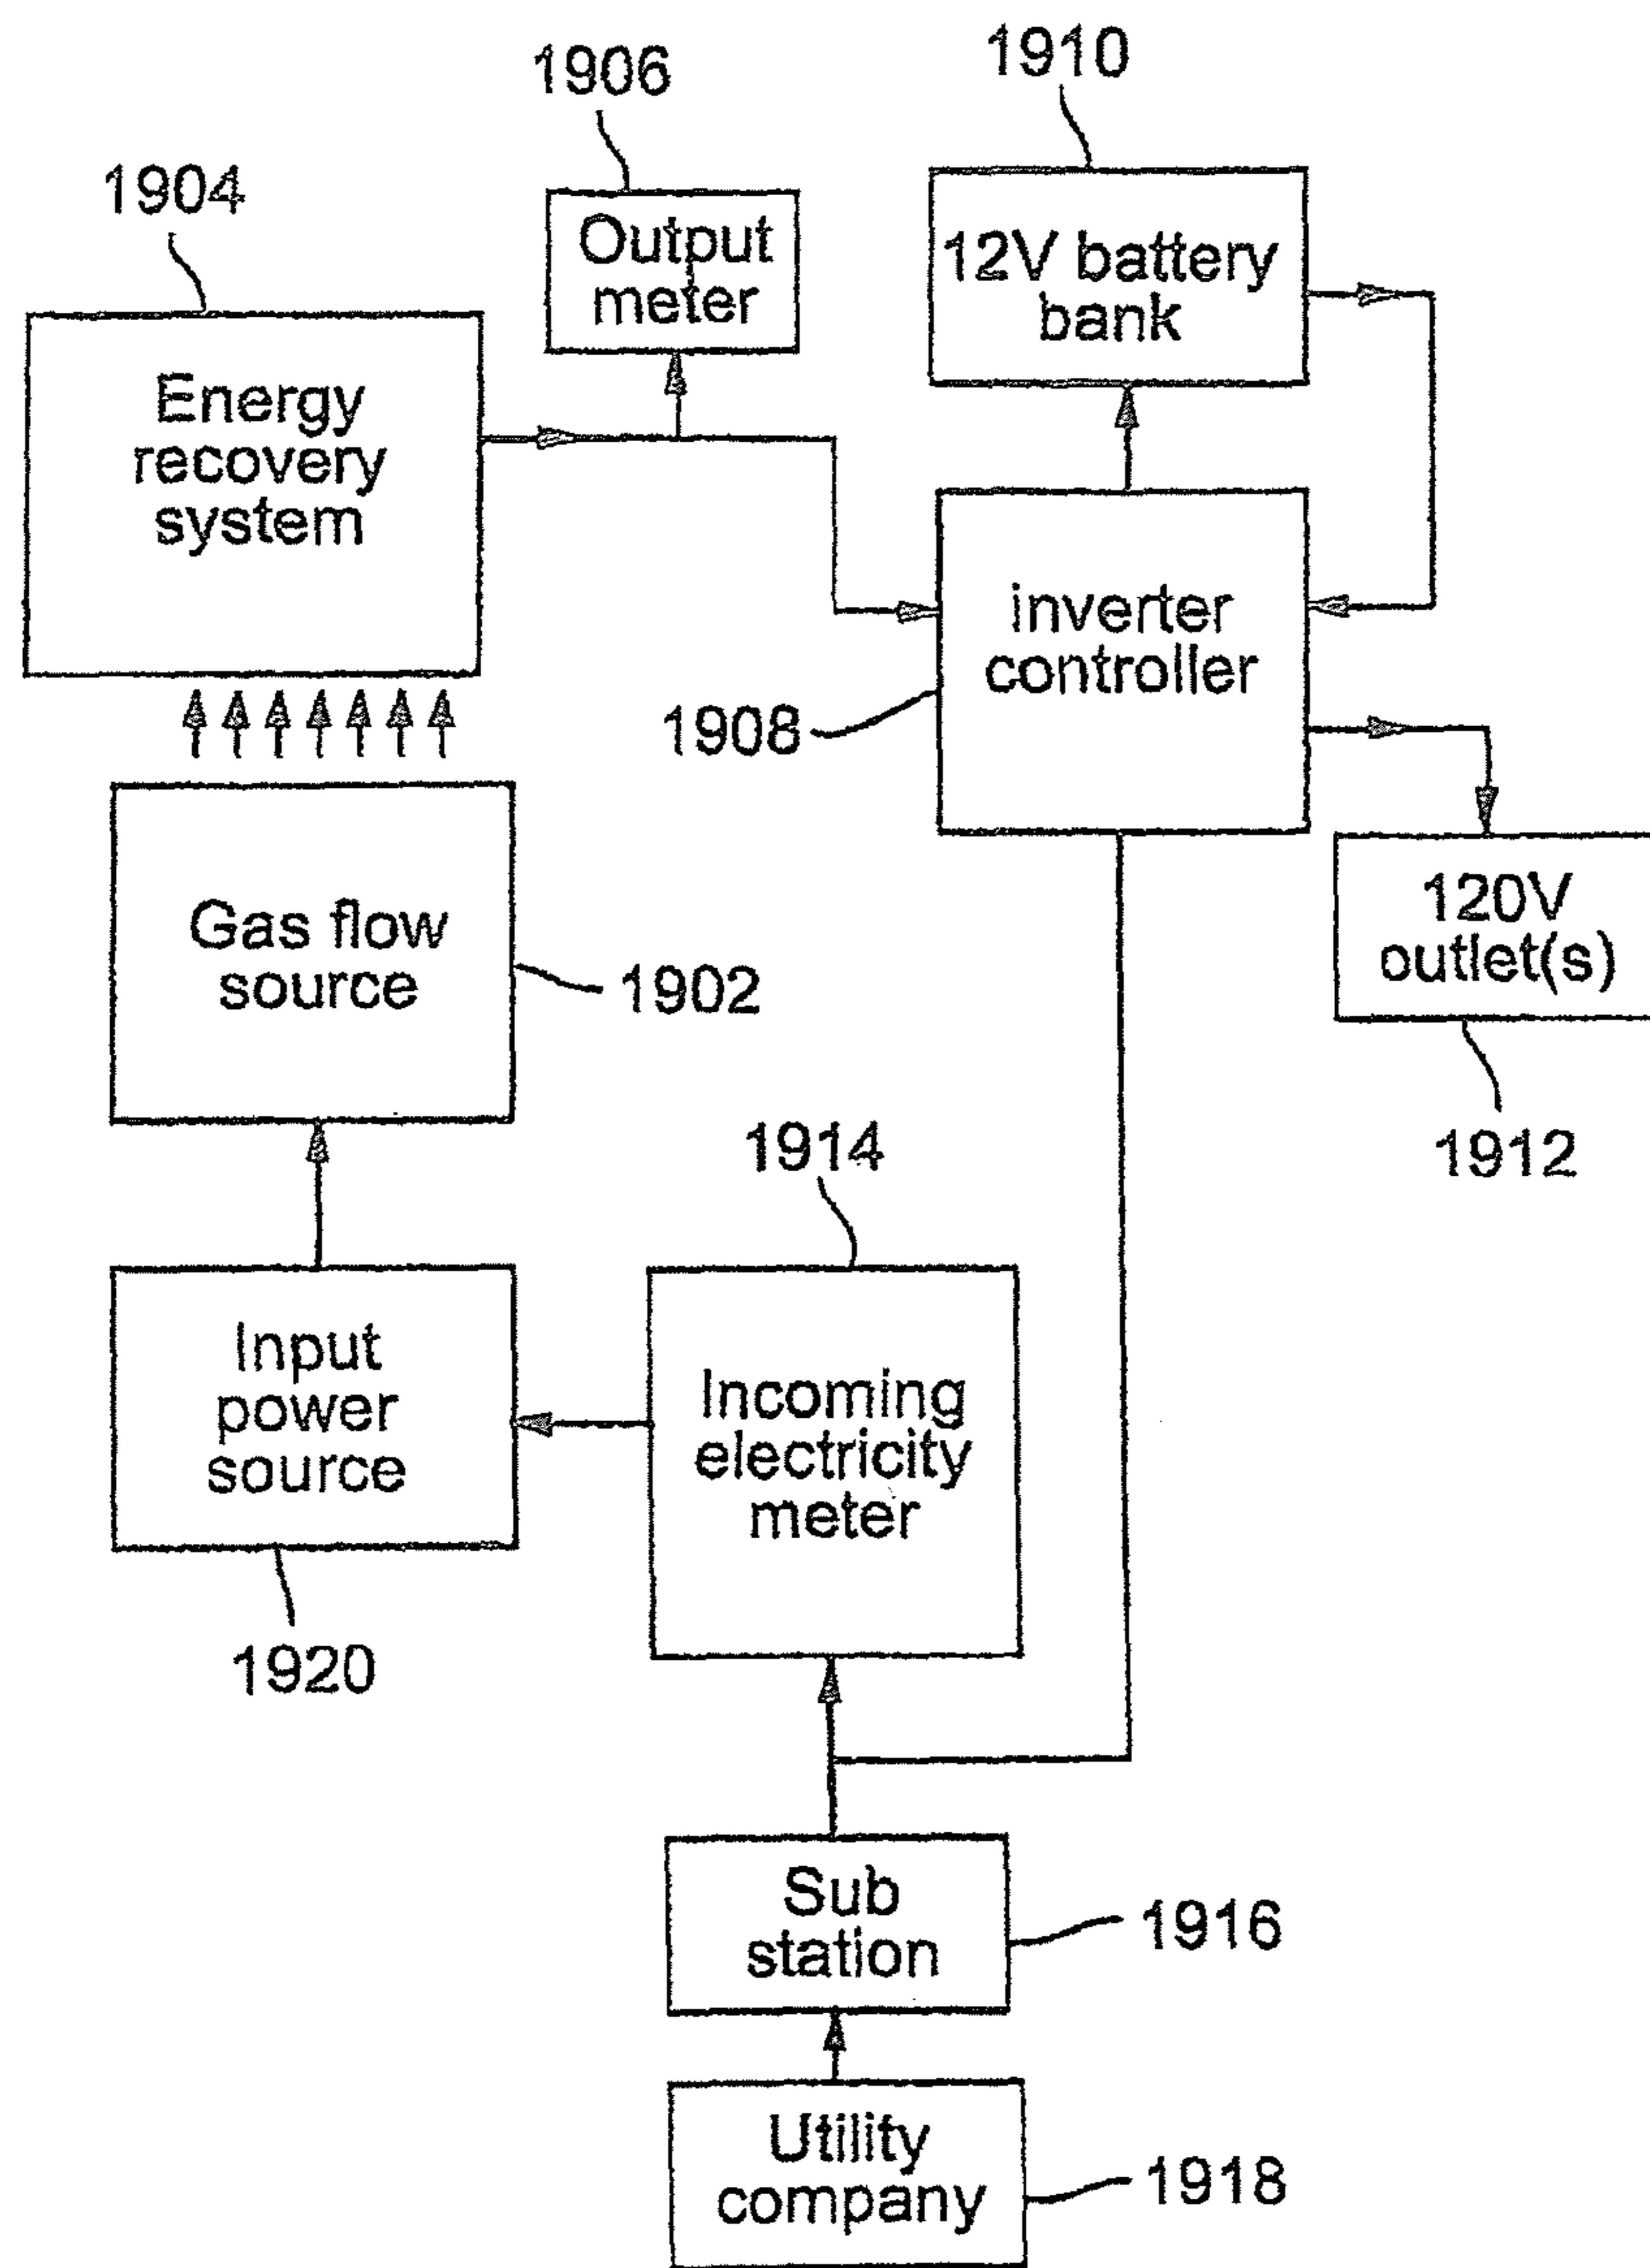 1906
1910
1904
Output
meter
12V battery
bank
Energy
recovery
system
inverter
controller
1908
Gas flow
source
1902
120V
outlet(s)
1912
1914
Input
power
source
Incoming
electricity
meter
1920
Sub
station
1916
Utility
company
1918